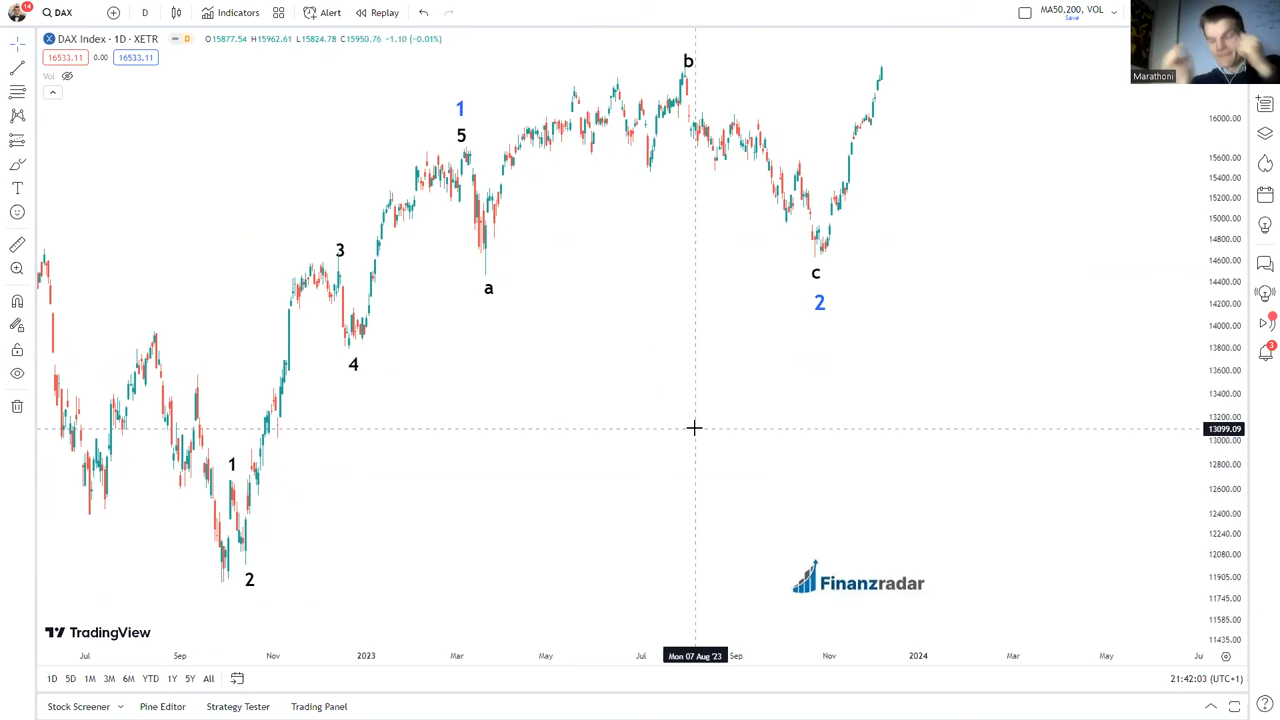 14
DAX
D
Indicators
Alert
Replay
MA50,200, VOL
Save
DAX Index · 1D · XETR
D
O15877.54 H15962.61 L15824.78 C15950.76 −1.10 (−0.01%)
16533.11
0.00
16533.11
Vol
Marathoni
b
1
5
3
a
c
2
4
1
2
16000.00
15600.00
15400.00
15200.00
15000.00
14800.00
14600.00
14400.00
14200.00
14000.00
13800.00
13600.00
13400.00
13200.00
13099.09
13000.00
12800.00
12600.00
12400.00
12240.00
12080.00
11905.00
11745.00
11585.00
11435.00
3
Finanzradar
TradingView
Jul
Sep
Nov
2023
Mar
May
Jul
Mon 07 Aug '23
Sep
Nov
2024
Mar
May
Jul
1D 5D 1M 3M 6M YTD 1Y 5Y All
21:42:03 (UTC+1)
Stock Screener
Pine Editor
Strategy Tester
Trading Panel